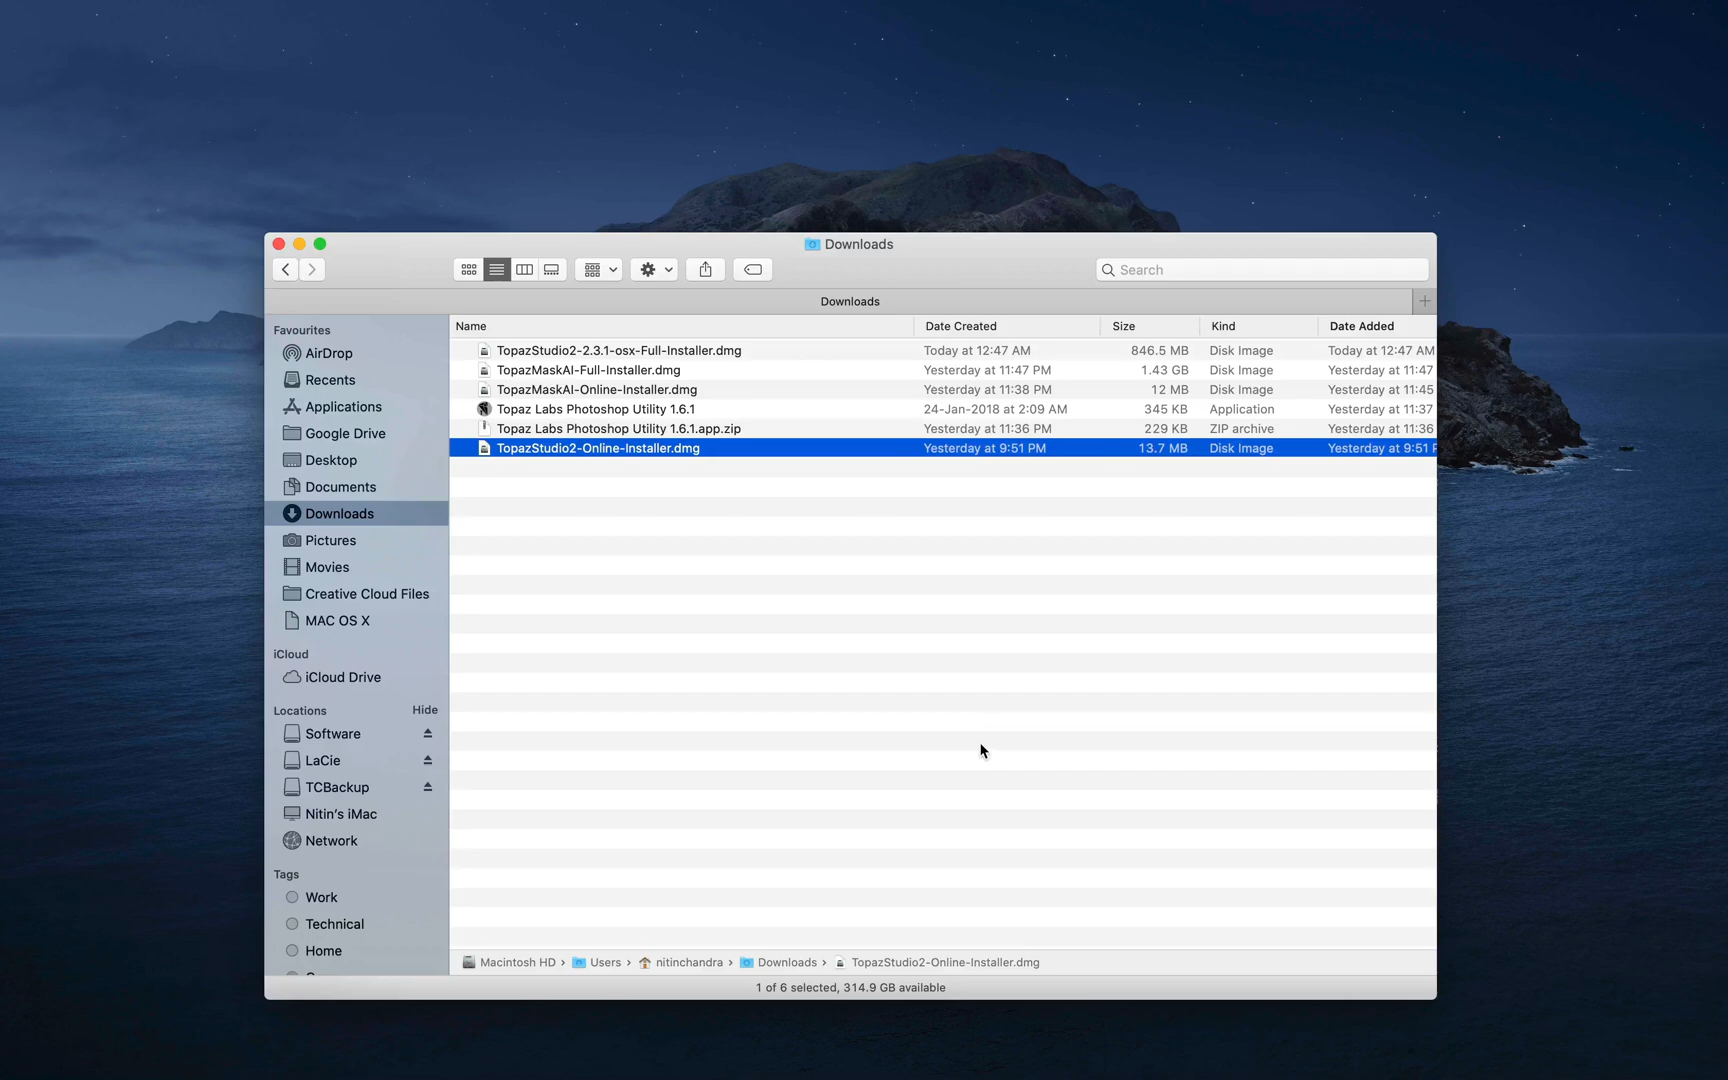 Downloads
Search
Downloads
Favourites
AirDrop
Recents
Applications
Google Drive
Desktop
Documents
Downloads
Pictures
Movies
Creative Cloud Files
MAC OS X
iCloud
iCloud Drive
Locations Hide
Software
LaCie
TCBackup
Nitin's iMac
Network
Tags
Work
Technical
Home
Name Date Created Size Kind Date Added
TopazStudio2-2.3.1-osx-Full-Installer.dmg Today at 12:47 AM 846.5 MB Disk Image Today at 12:47 AM
TopazMaskAI-Full-Installer.dmg Yesterday at 11:47 PM 1.43 GB Disk Image Yesterday at 11:47
TopazMaskAI-Online-Installer.dmg Yesterday at 11:38 PM 12 MB Disk Image Yesterday at 11:45
Topaz Labs Photoshop Utility 1.6.1 24-Jan-2018 at 2:09 AM 345 KB Application Yesterday at 11:37
Topaz Labs Photoshop Utility 1.6.1.app.zip Yesterday at 11:36 PM 229 KB ZIP archive Yesterday at 11:36
TopazStudio2-Online-Installer.dmg Yesterday at 9:51 PM 13.7 MB Disk Image Yesterday at 9:51
Macintosh HD › Users › nitinchandra › Downloads › TopazStudio2-Online-Installer.dmg
1 of 6 selected, 314.9 GB available